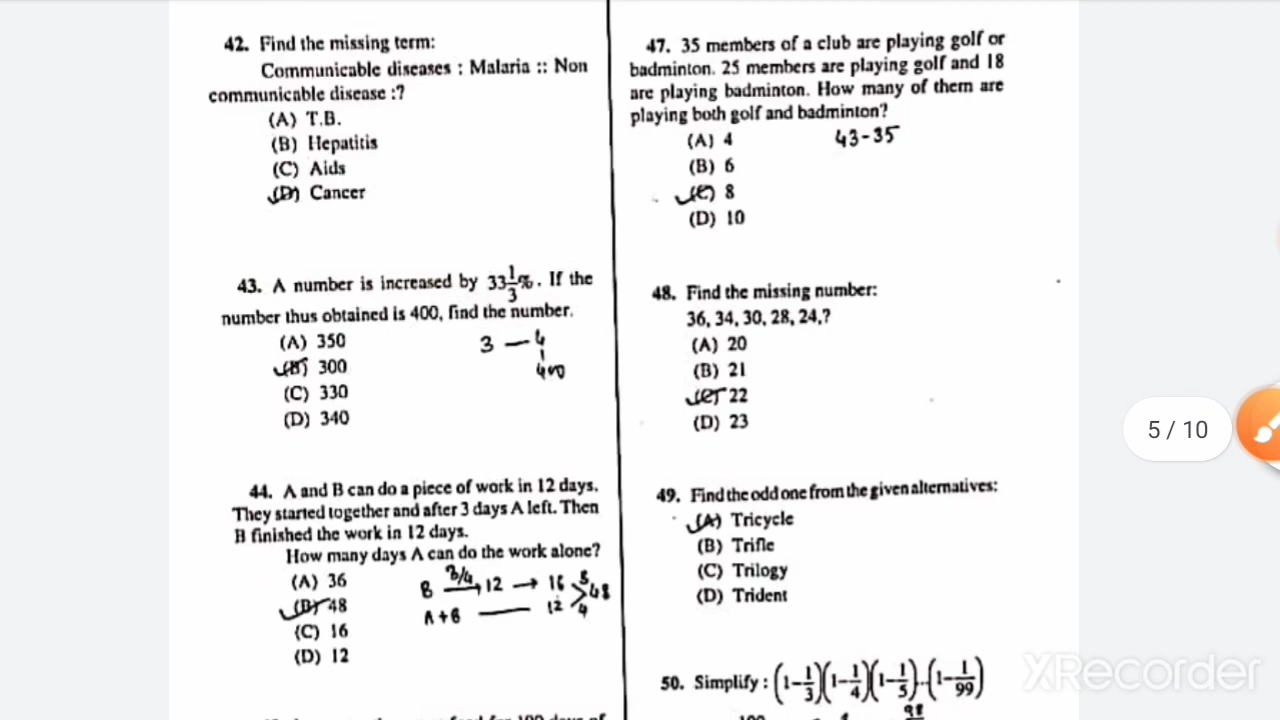 42. Find the missing term:
Communicable diseases : Malaria :: Non
communicable disease :?
(A) T.B.
(B) Hepatitis
(C) Aids
(D) Cancer
43. A number is increased by 33 1/3 %. If the
number thus obtained is 400, find the number.
(A) 350
(B) 300
(C) 330
(D) 340
3 — 4
400
44. A and B can do a piece of work in 12 days.
They started together and after 3 days A left. Then
B finished the work in 12 days.
How many days A can do the work alone?
(A) 36
(B) 48
(C) 16
(D) 12
B 3/4 12 → 16
A+B — 12 4 48
47. 35 members of a club are playing golf or
badminton. 25 members are playing golf and 18
are playing badminton. How many of them are
playing both golf and badminton?
(A) 4
(B) 6
(C) 8
(D) 10
43-35
48. Find the missing number:
36, 34, 30, 28, 24,?
(A) 20
(B) 21
(C) 22
(D) 23
49. Find the odd one from the given alternatives:
(A) Tricycle
(B) Trifle
(C) Trilogy
(D) Trident
50. Simplify : (1-1/3)(1-1/4)(1-1/5)..(1-1/99)
98
5 / 10
XRecorder